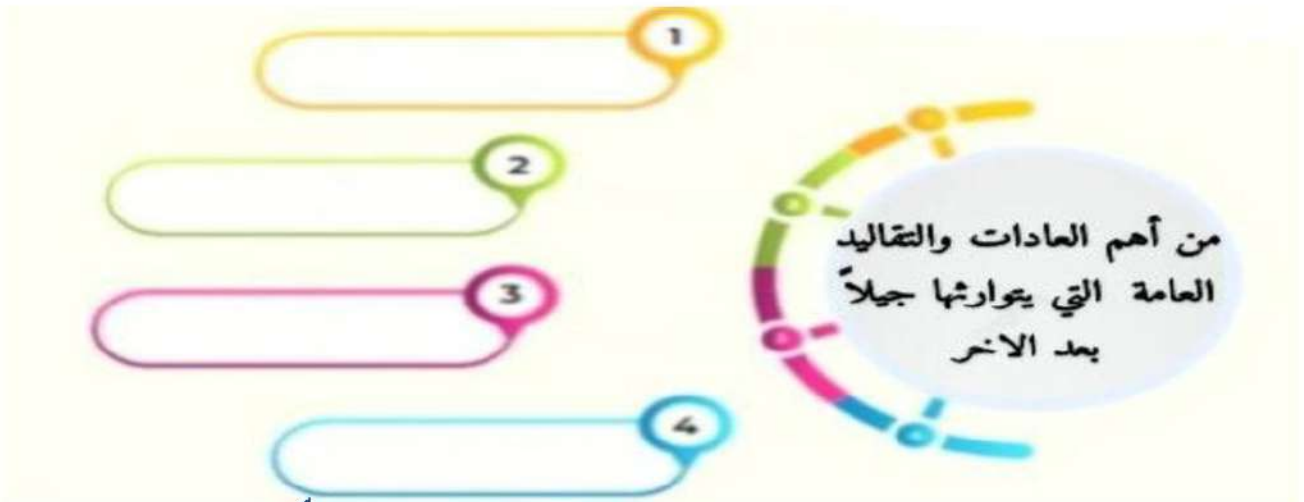 1
2
3
4
من أهم العادات والتقاليد
العامة التي يتوارثها جيلاً
بعد الاخر